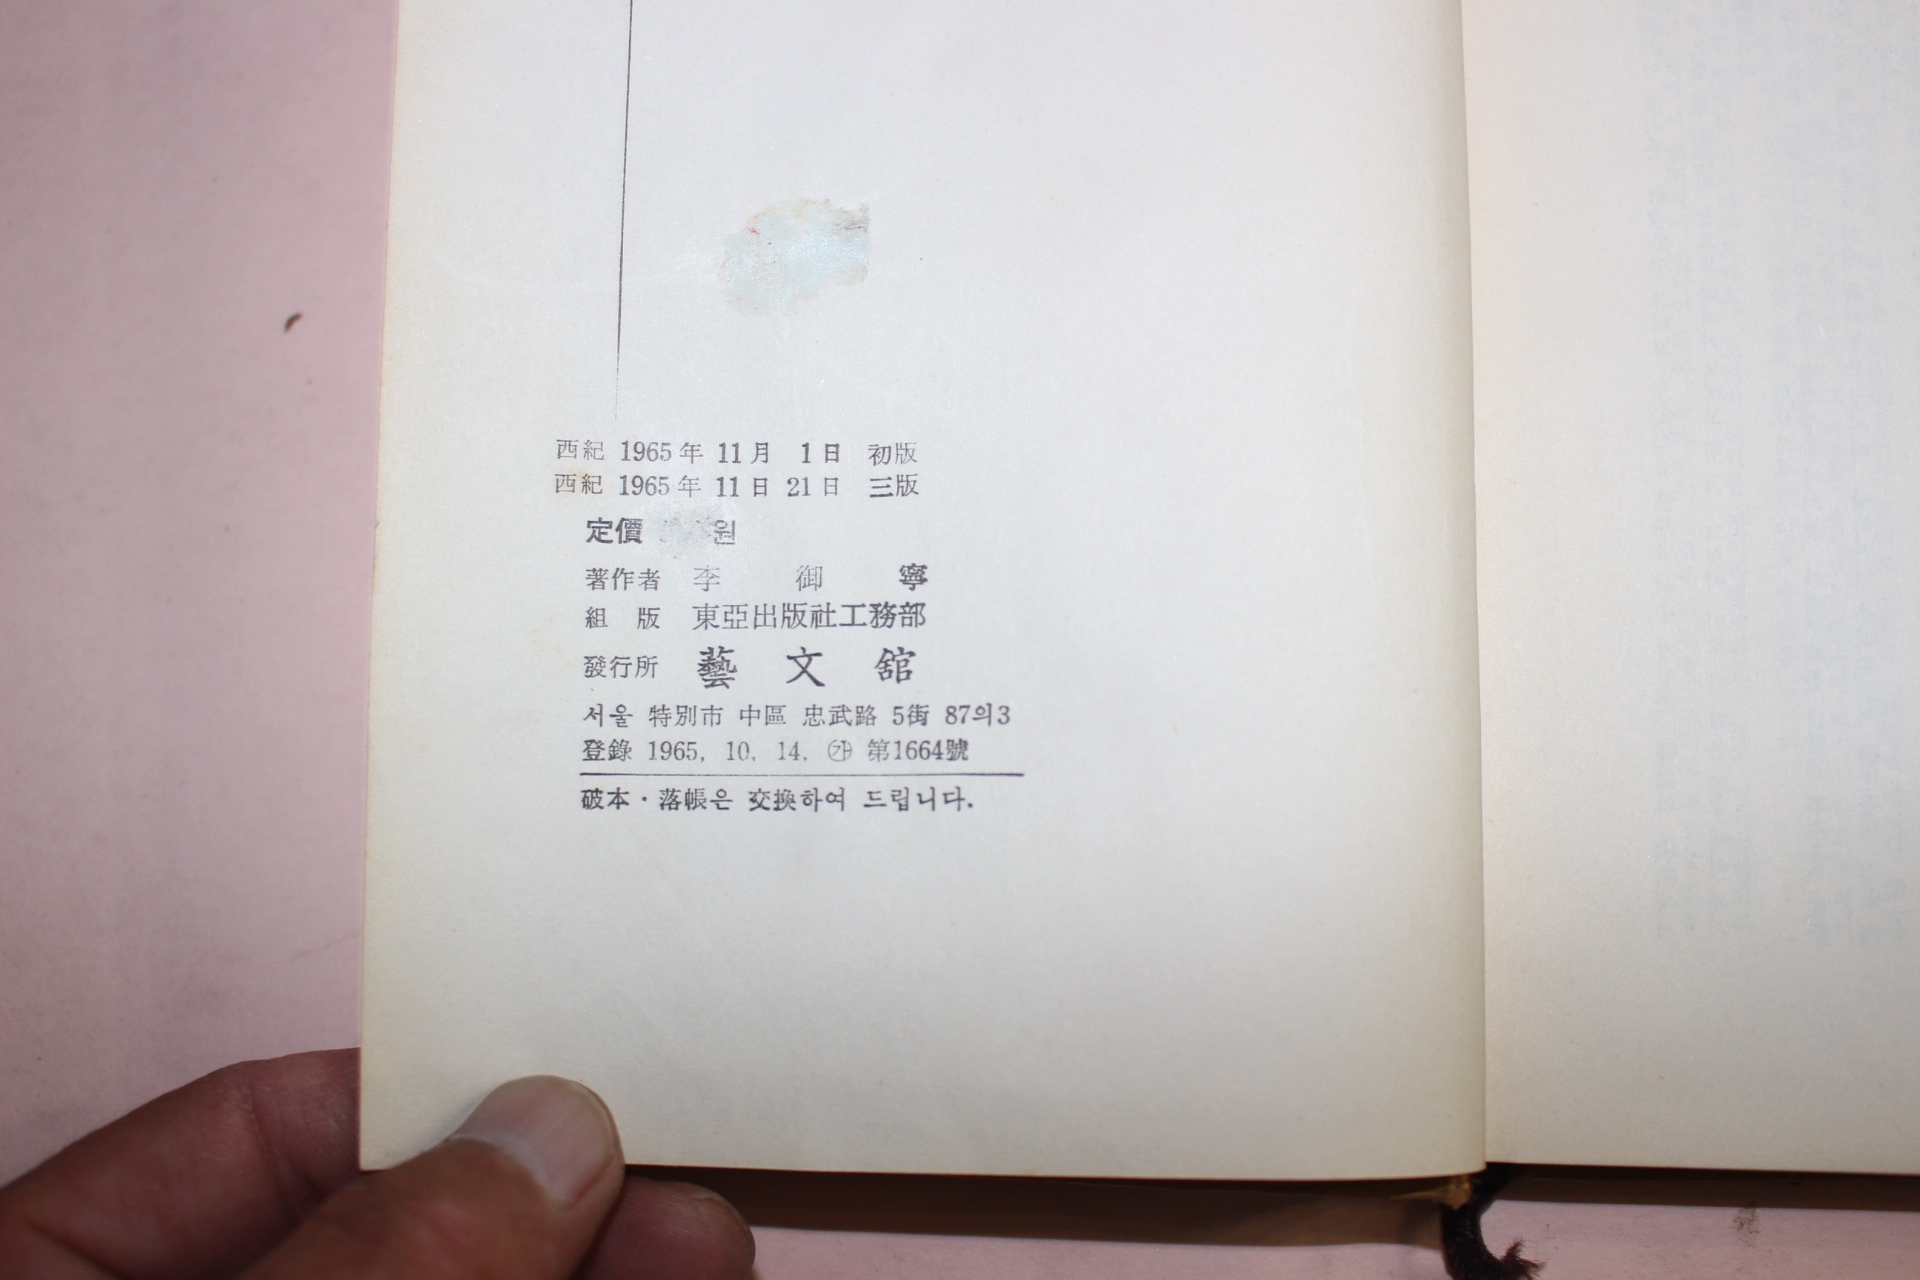 西紀 1965年 11月 1日 初版
西紀 1965年 11日 21日 三版
定價 원
著作者 李御寧
組版 東亞出版社工務部
發行所 藝文舘
서울 特別市 中區 忠武路 5街 87의3
登錄 1965. 10. 14. ㉮ 第1664號
破本·落帳은 交換하여 드립니다.